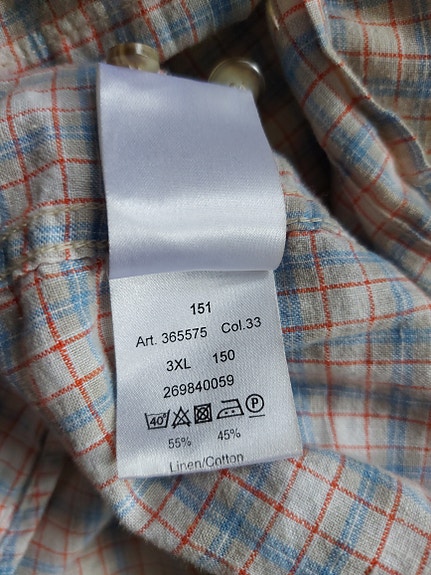 151
Art. 365575 Col.33
3XL 150
269840059
40° P
55% 45%
Linen/Cotton